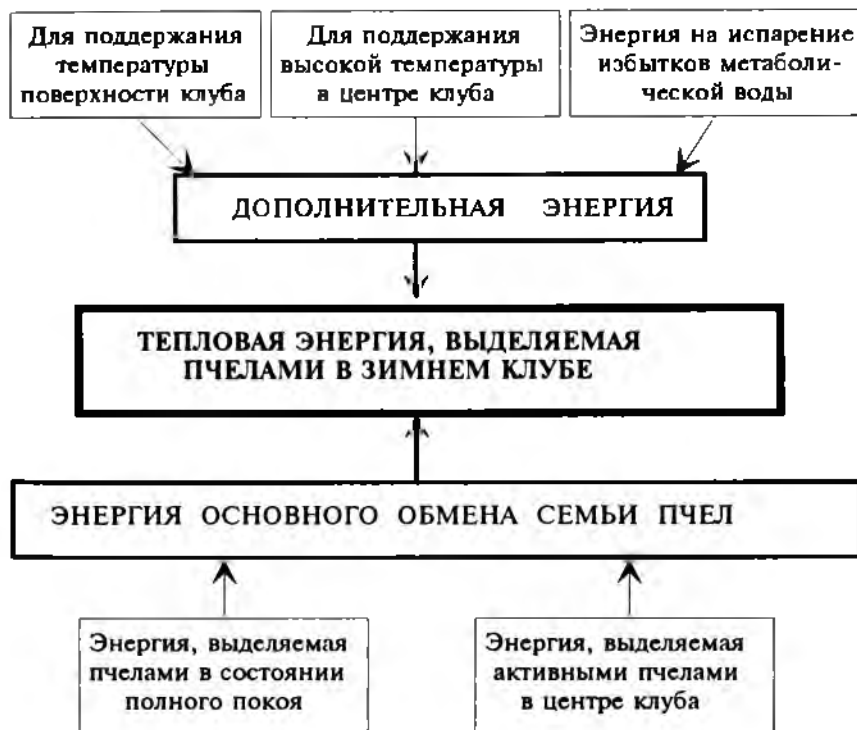 Для поддержания
температуры
поверхности клуба
Для поддержания
высокой температуры
в центре клуба
Энергия на испарение
избытков метаболи-
ческой воды
ДОПОЛНИТЕЛЬНАЯ ЭНЕРГИЯ
ТЕПЛОВАЯ ЭНЕРГИЯ, ВЫДЕЛЯЕМАЯ
ПЧЕЛАМИ В ЗИМНЕМ КЛУБЕ
ЭНЕРГИЯ ОСНОВНОГО ОБМЕНА СЕМЬИ ПЧЕЛ
Энергия, выделяемая
пчелами в состоянии
полного покоя
Энергия, выделяемая
активными пчелами
в центре клуба